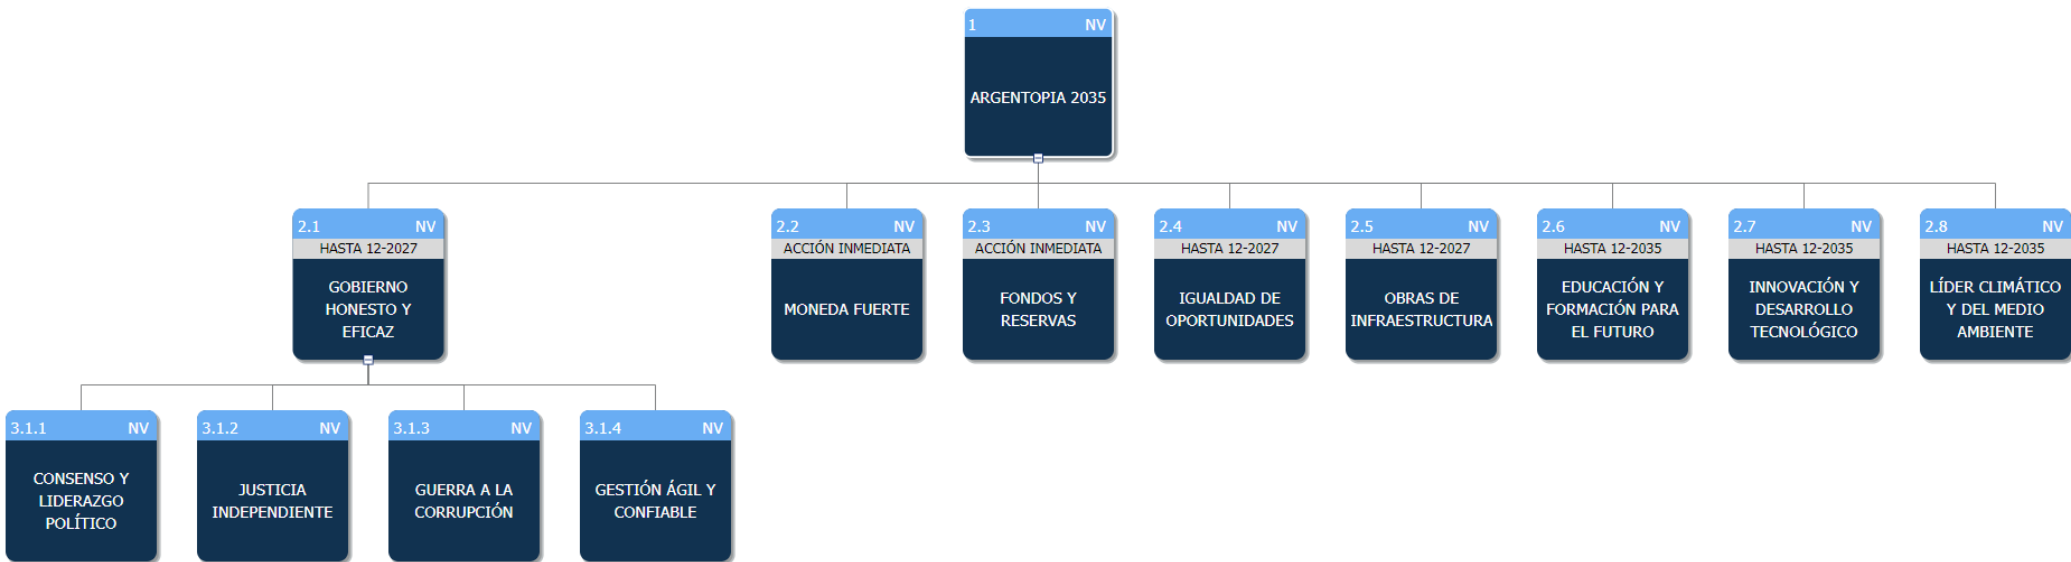 1 NV
ARGENTOPIA 2035
2.1 NV
HASTA 12-2027
GOBIERNO
HONESTO Y
EFICAZ
2.2 NV
ACCIÓN INMEDIATA
MONEDA FUERTE
2.3 NV
ACCIÓN INMEDIATA
FONDOS Y
RESERVAS
2.4 NV
HASTA 12-2027
IGUALDAD DE
OPORTUNIDADES
2.5 NV
HASTA 12-2027
OBRAS DE
INFRAESTRUCTURA
2.6 NV
HASTA 12-2035
EDUCACIÓN Y
FORMACIÓN PARA
EL FUTURO
2.7 NV
HASTA 12-2035
INNOVACIÓN Y
DESARROLLO
TECNOLÓGICO
2.8 NV
HASTA 12-2035
LÍDER CLIMÁTICO
Y DEL MEDIO
AMBIENTE
3.1.1 NV
CONSENSO Y
LIDERAZGO
POLÍTICO
3.1.2 NV
JUSTICIA
INDEPENDIENTE
3.1.3 NV
GUERRA A LA
CORRUPCIÓN
3.1.4 NV
GESTIÓN ÁGIL Y
CONFIABLE